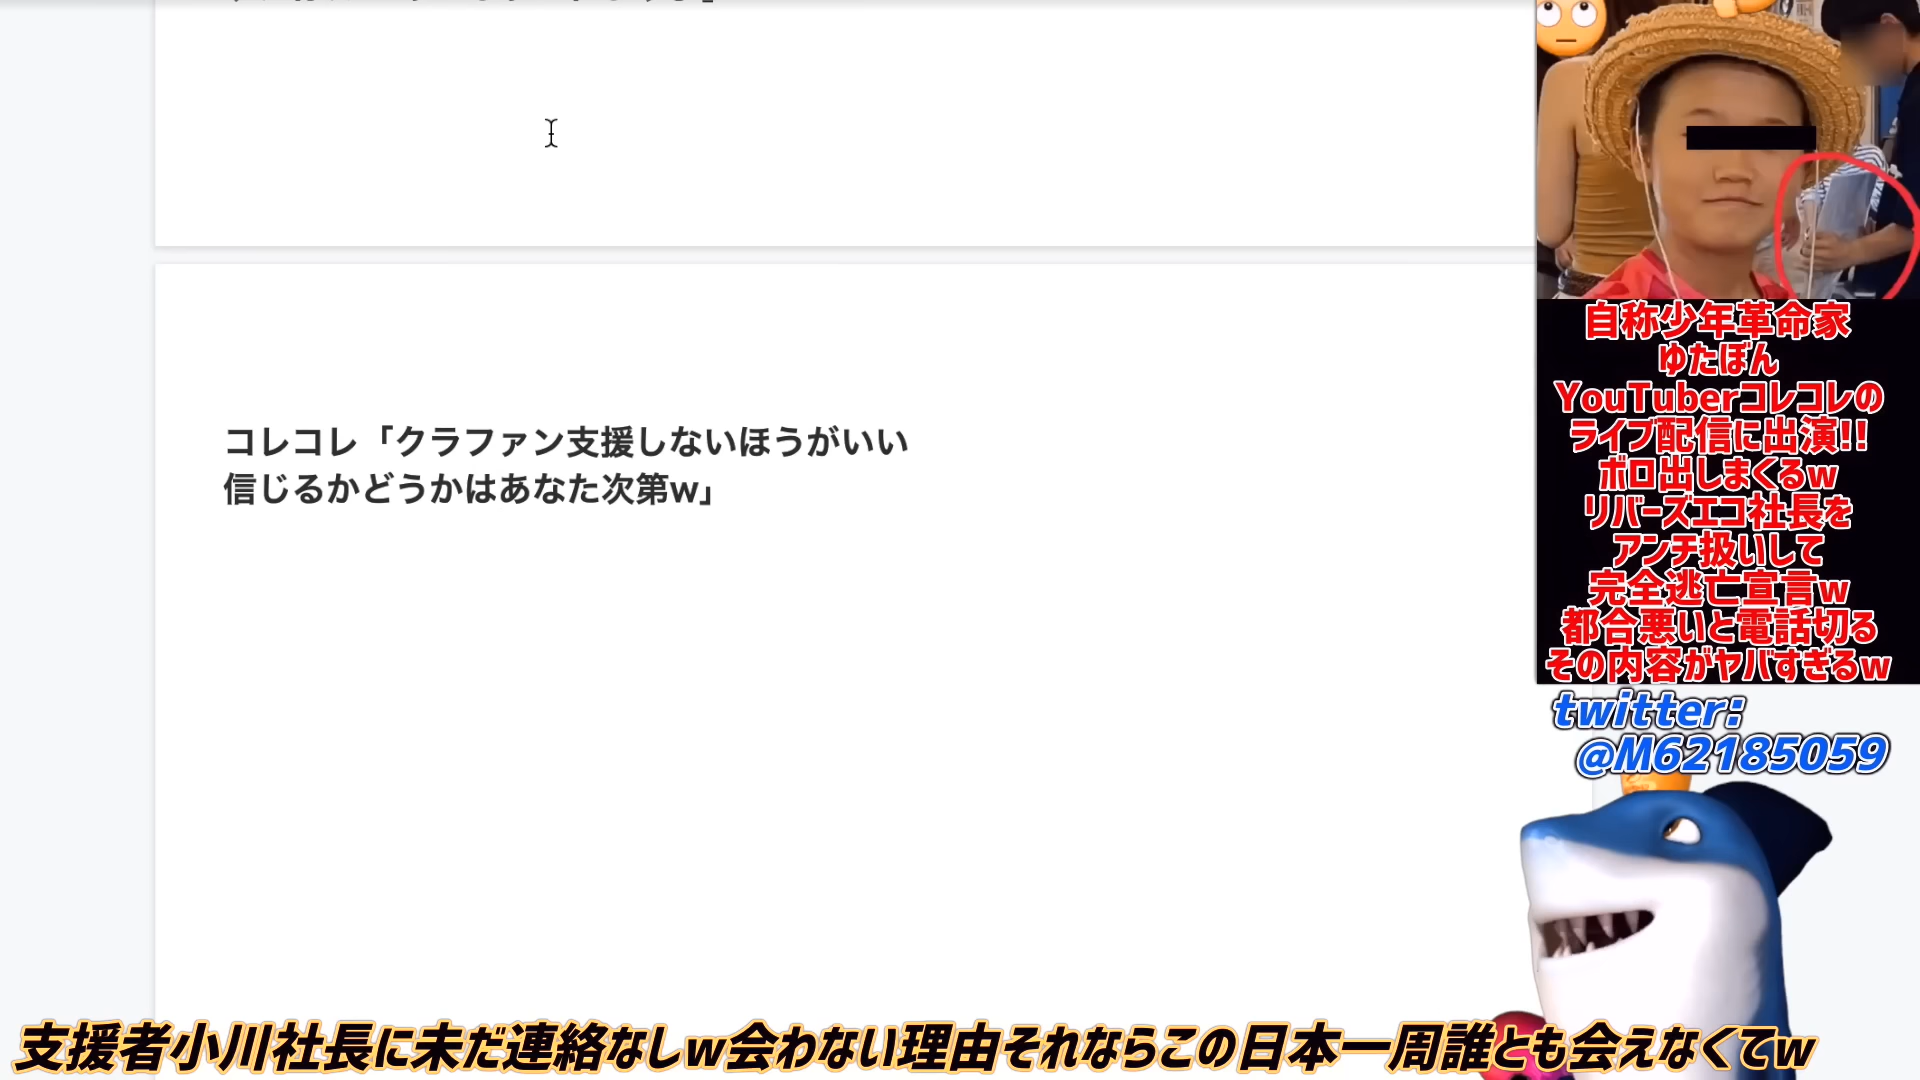 コレコレ「クラファン支援しないほうがいい
信じるかどうかはあなた次第w」
自称少年革命家
ゆたぼん
YouTuberコレコレの
ライブ配信に出演!!
ボロ出しまくるw
リバーズエコ社長を
アンチ扱いして
完全逃亡宣言w
都合悪いと電話切る
その内容がヤバすぎるw
twitter:
@M62185059
支援者小川社長に未だ連絡なしw会わない理由それならこの日本一周誰とも会えなくてw